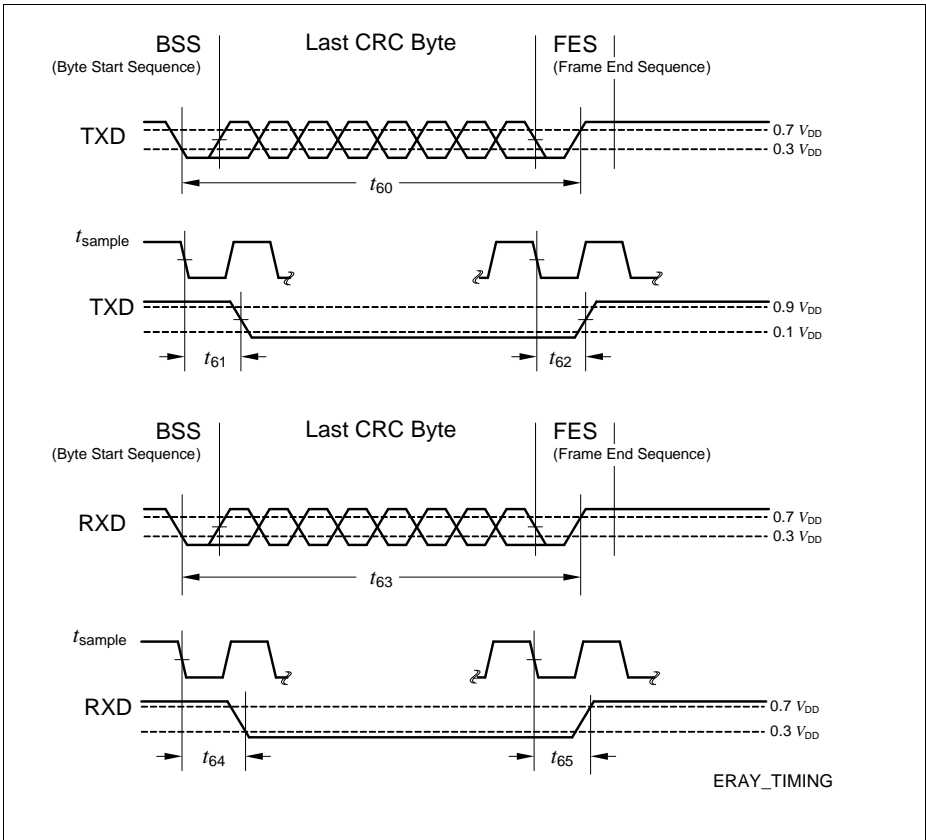 BSS
(Byte Start Sequence)
Last CRC Byte
FES
(Frame End Sequence)
TXD
0.7 VDD
0.3 VDD
t60
tsample
TXD
0.9 VDD
0.1 VDD
t61
t62
BSS
(Byte Start Sequence)
Last CRC Byte
FES
(Frame End Sequence)
RXD
0.7 VDD
0.3 VDD
t63
tsample
RXD
0.7 VDD
0.3 VDD
t64
t65
ERAY_TIMING